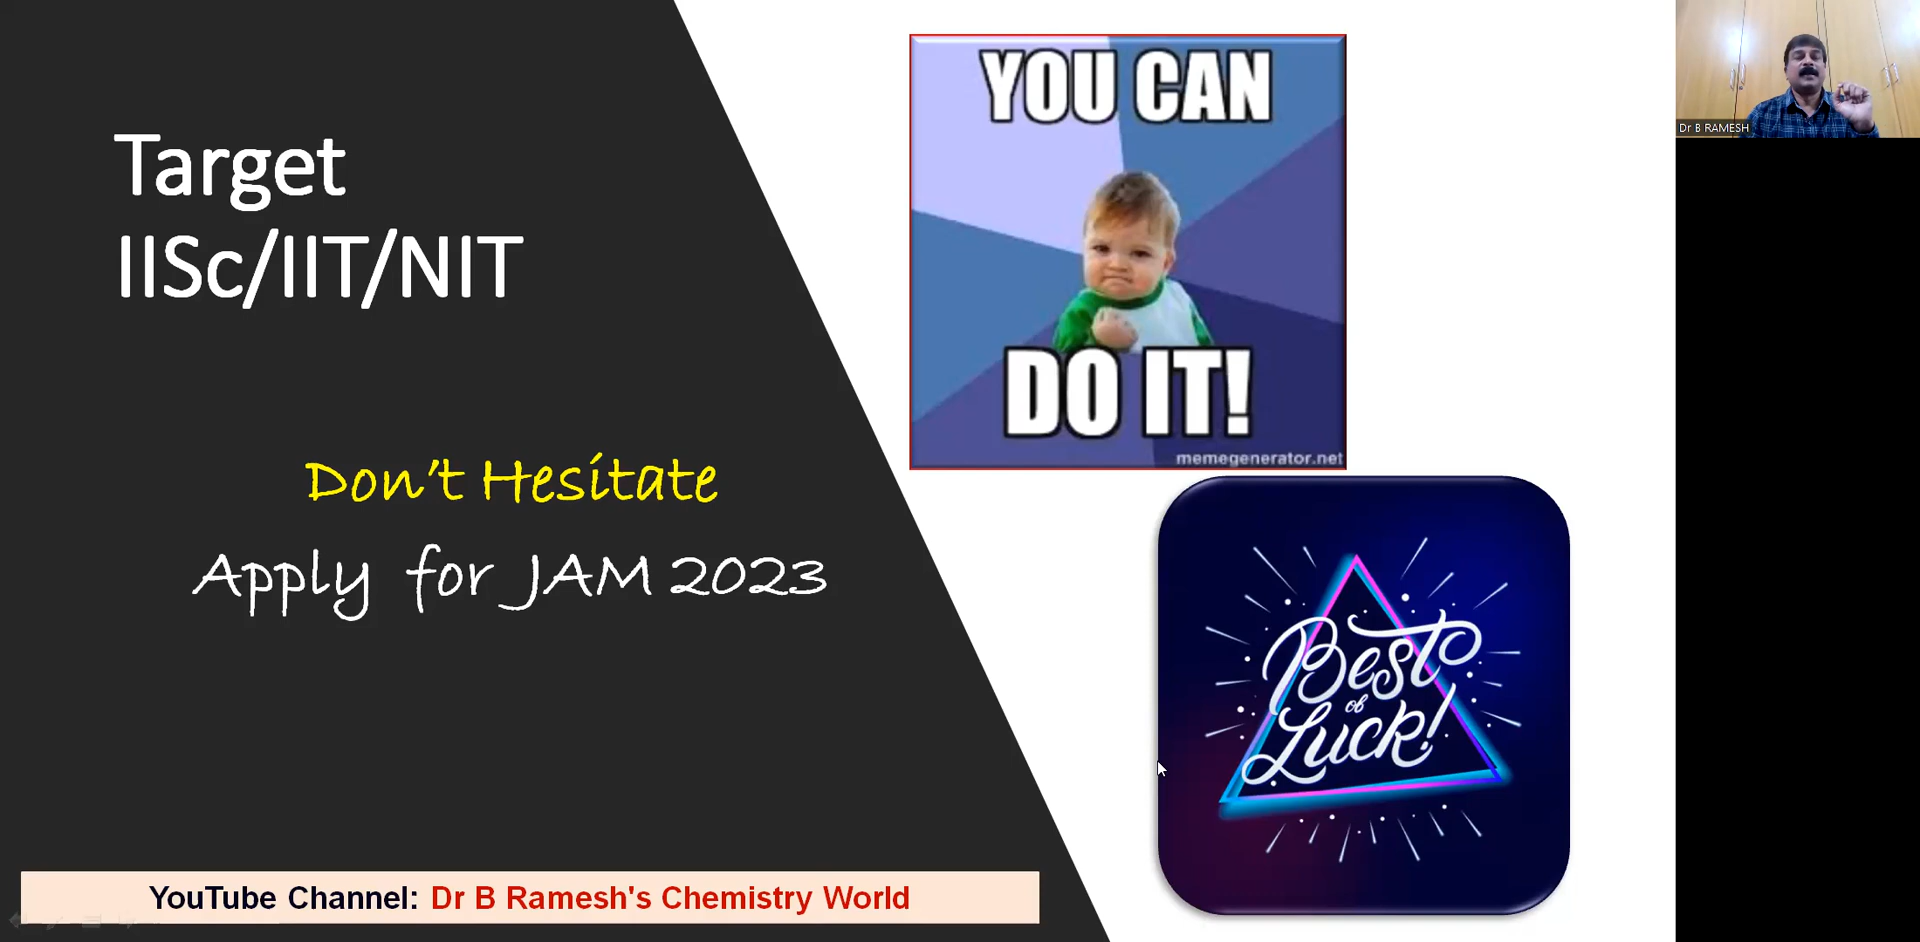 Target
IISc/IIT/NIT
Don't Hesitate
Apply for JAM 2023
YOU CAN
DO IT!
memegenerator.net
Best
of
Luck!
YouTube Channel: Dr B Ramesh's Chemistry World
Dr B RAMESH